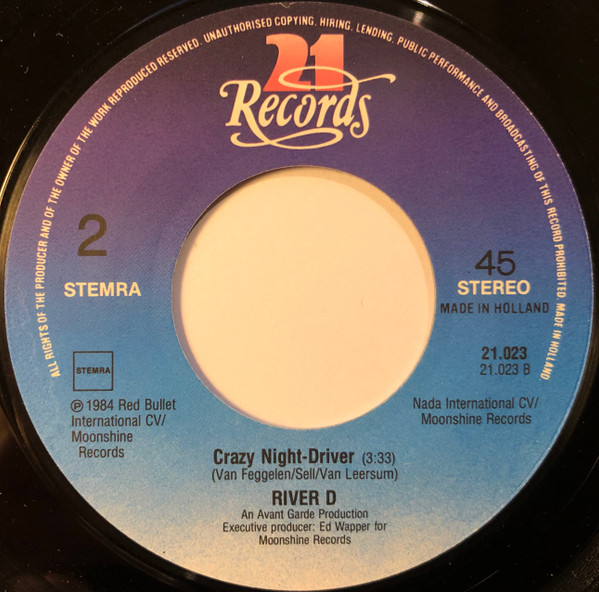 ALL RIGHTS OF THE PRODUCER AND OF THE OWNER OF THE WORK REPRODUCED RESERVED. UNAUTHORISED COPYING, HIRING, LENDING, PUBLIC PERFORMANCE AND BROADCASTING OF THIS RECORD PROHIBITED. MADE IN HOLLAND
21
Records
2
STEMRA
45
STEREO
MADE IN HOLLAND
STEMRA
21.023
21.023 B
℗ 1984 Red Bullet
International CV/
Moonshine
Records
Nada International CV/
Moonshine Records
Crazy Night-Driver (3:33)
(Van Feggelen/Sell/Van Leersum)
RIVER D
An Avant Garde Production
Executive producer: Ed Wapper for
Moonshine Records